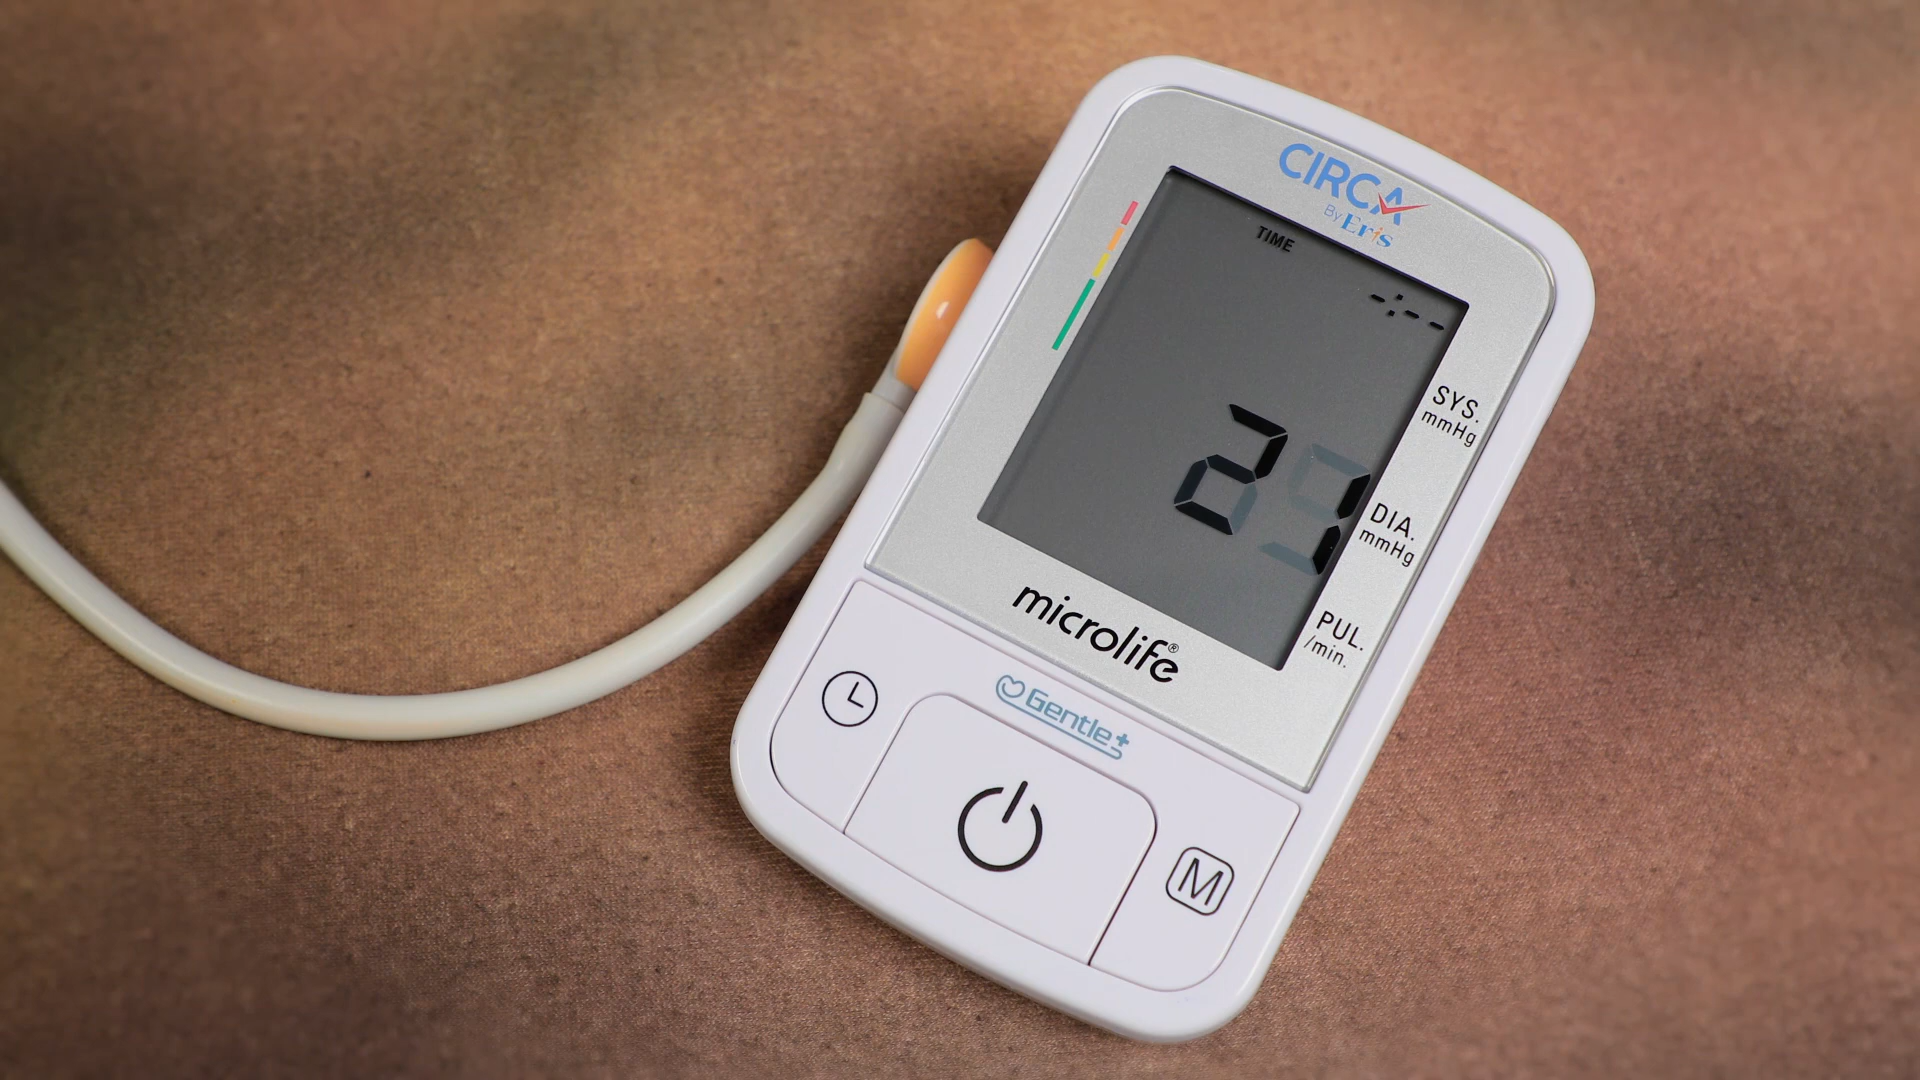 CIRCA
By Eris
TIME
-:--
SYS.
mmHg
DIA.
mmHg
PUL.
/min.
microlife®
Gentle+
M